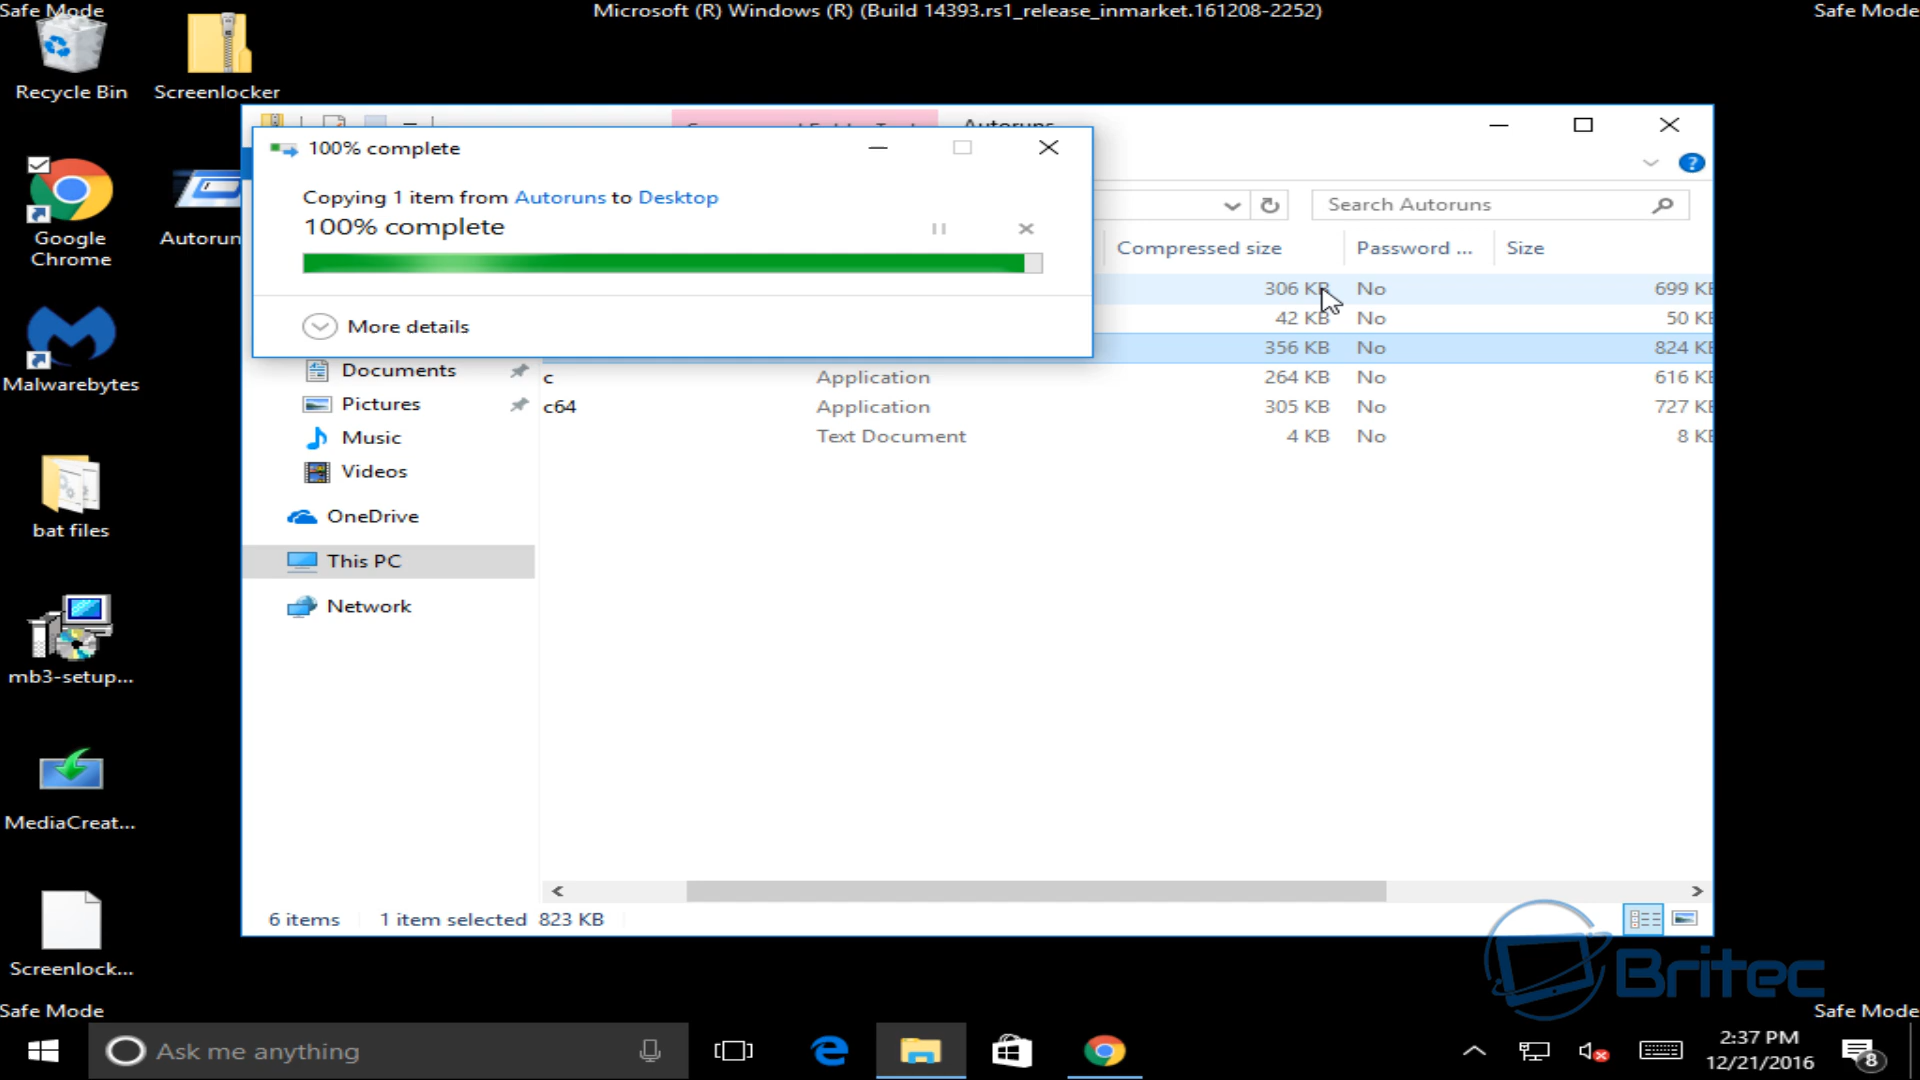 Safe Mode
Microsoft (R) Windows (R) (Build 14393.rs1_release_inmarket.161208-2252)
Safe Mode
Recycle Bin
Screenlocker
Autoruns
100% complete
Copying 1 item from Autoruns to Desktop
100% complete
More details
Search Autoruns
Compressed size
Password ...
Size
306 KB
No
699 KB
42 KB
No
50 KB
356 KB
No
824 KB
c
Application
264 KB
No
616 KB
c64
Application
305 KB
No
727 KB
Text Document
4 KB
No
8 KB
Documents
Pictures
Music
Videos
OneDrive
This PC
Network
6 items
1 item selected
823 KB
Google
Chrome
Autorun
Malwarebytes
bat files
mb3-setup...
MediaCreat...
Screenlock...
Britec
Safe Mode
Safe Mode
Ask me anything
2:37 PM
12/21/2016
8